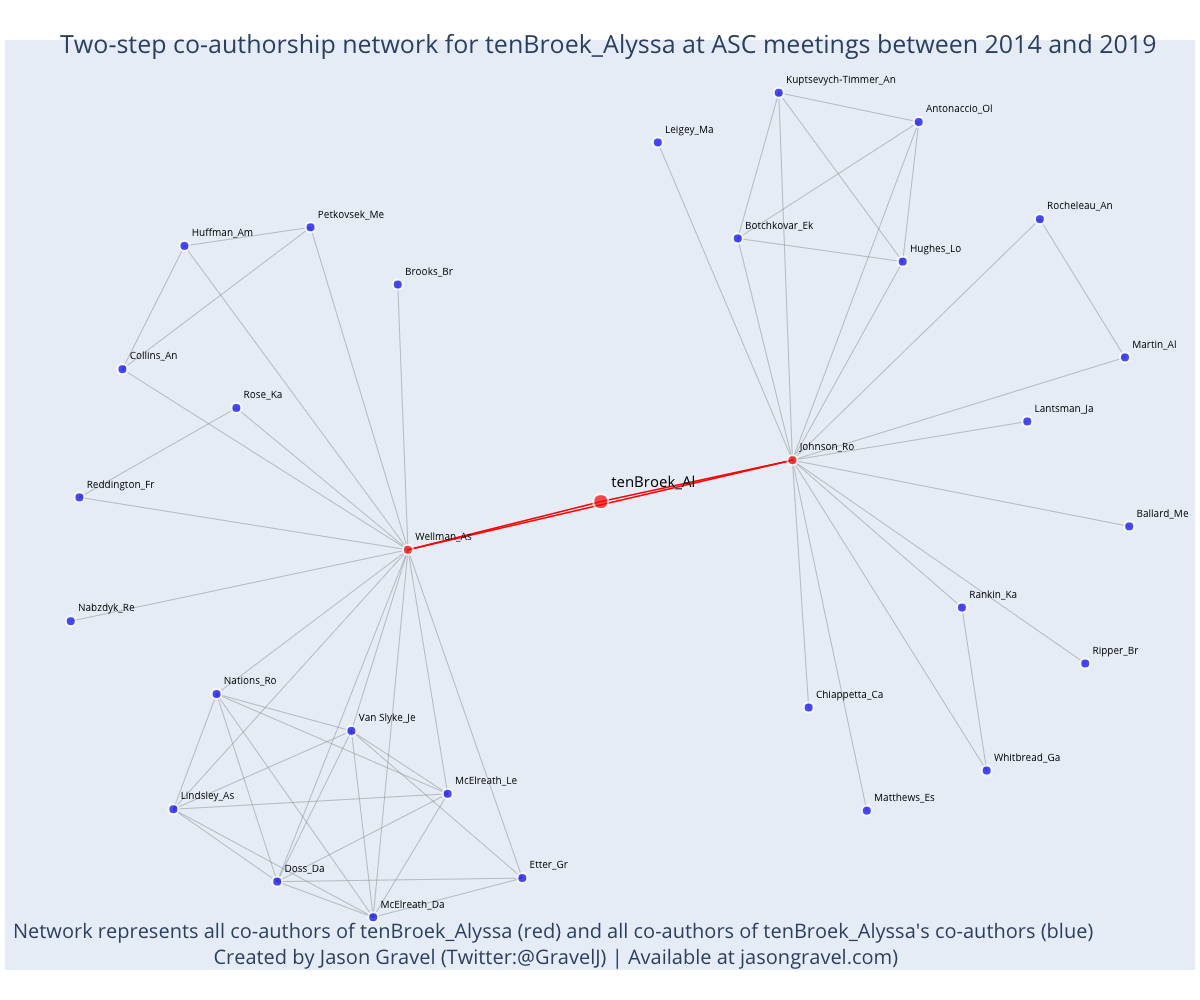 Two-step co-authorship network for tenBroek_Alyssa at ASC meetings between 2014 and 2019
Kuptsevych-Timmer_An
Antonaccio_Ol
Leigey_Ma
Rocheleau_An
Petkovsek_Me
Huffman_Am
Botchkovar_Ek
Hughes_Lo
Brooks_Br
Martin_Al
Collins_An
Rose_Ka
Lantsman_Ja
Johnson_Ro
tenBroek_Al
Reddington_Fr
Ballard_Me
Wellman_As
Rankin_Ka
Nabzdyk_Re
Ripper_Br
Nations_Ro
Chiappetta_Ca
Van Slyke_Je
Whitbread_Ga
McElreath_Le
Lindsley_As
Matthews_Es
Etter_Gr
Doss_Da
McElreath_Da
Network represents all co-authors of tenBroek_Alyssa (red) and all co-authors of tenBroek_Alyssa's co-authors (blue)
Created by Jason Gravel (Twitter:@GravelJ) | Available at jasongravel.com)